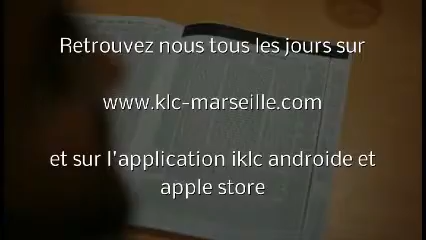 Retrouvez nous tous les jours sur
www.klc-marseille.com
et sur l'application iklc androide et
apple store